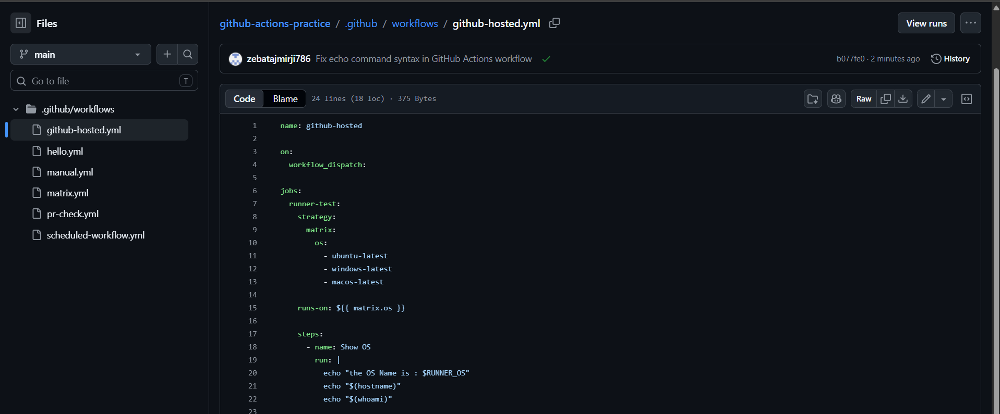 Files
main
Go to file
T
.github/workflows
github-hosted.yml
hello.yml
manual.yml
matrix.yml
pr-check.yml
scheduled-workflow.yml
github-actions-practice / .github / workflows / github-hosted.yml
View runs
zebatajmirji786 Fix echo command syntax in GitHub Actions workflow
b077fe0 · 2 minutes ago
History
Code Blame 24 lines (18 loc) · 375 Bytes
Raw
1 name: github-hosted
2
3 on:
4   workflow_dispatch:
5
6 jobs:
7   runner-test:
8     strategy:
9       matrix:
10         os:
11           - ubuntu-latest
12           - windows-latest
13           - macos-latest
14
15     runs-on: ${{ matrix.os }}
16
17     steps:
18       - name: Show OS
19         run: |
20           echo "the OS Name is : $RUNNER_OS"
21           echo "$(hostname)"
22           echo "$(whoami)"
23